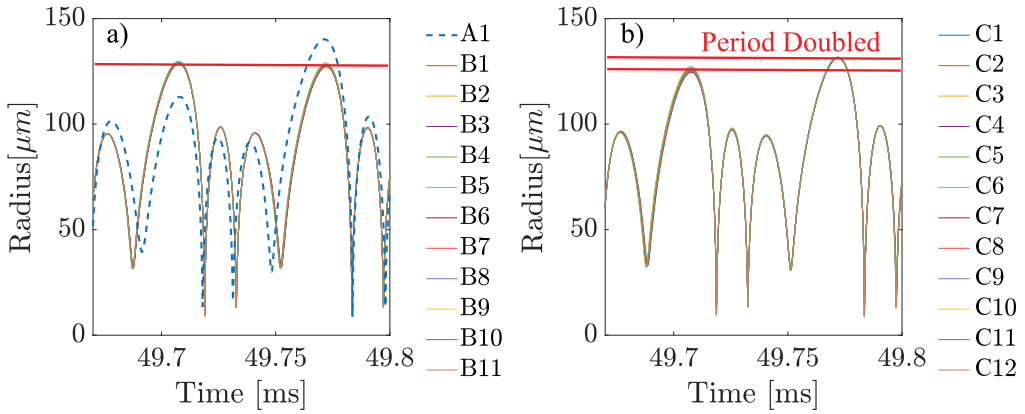 a)
Radius[μm]
150
100
50
0
49.7
49.75
49.8
Time [ms]
A1
B1
B2
B3
B4
B5
B6
B7
B8
B9
B10
B11
b)
Period Doubled
Radius[μm]
150
100
50
0
49.7
49.75
49.8
Time [ms]
C1
C2
C3
C4
C5
C6
C7
C8
C9
C10
C11
C12